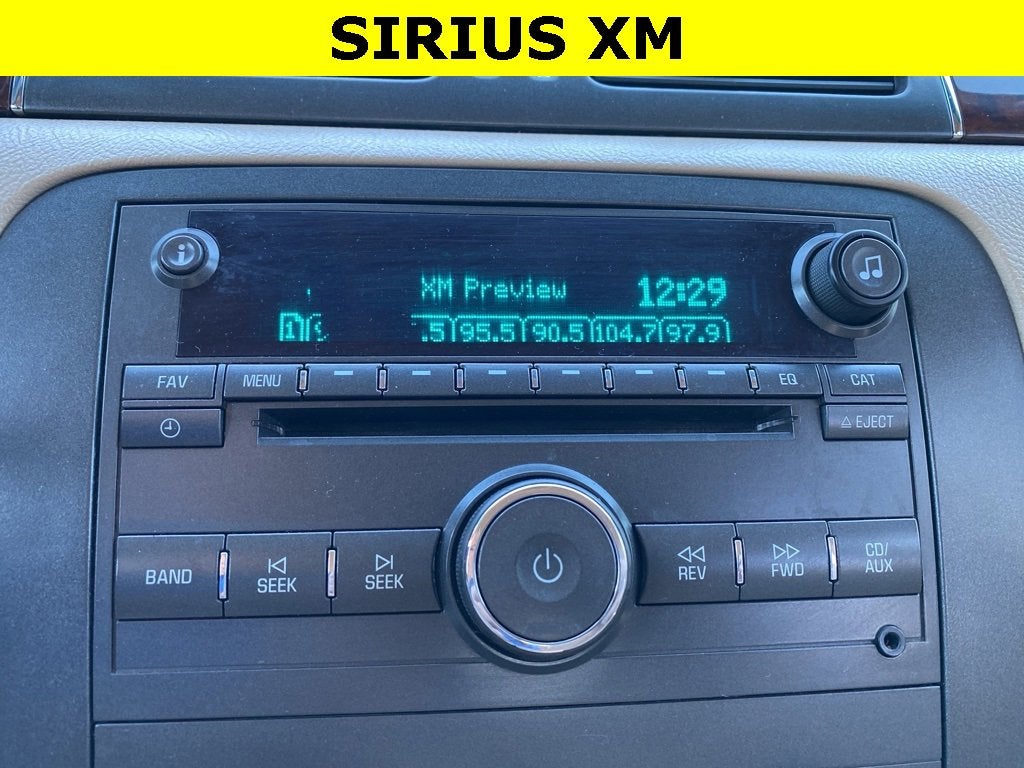 SIRIUS XM
i
XM Preview 12:29
1 .5 95.5 90.5 104.7 97.9
FAV MENU EQ CAT
EJECT
BAND SEEK SEEK REV FWD CD/
AUX